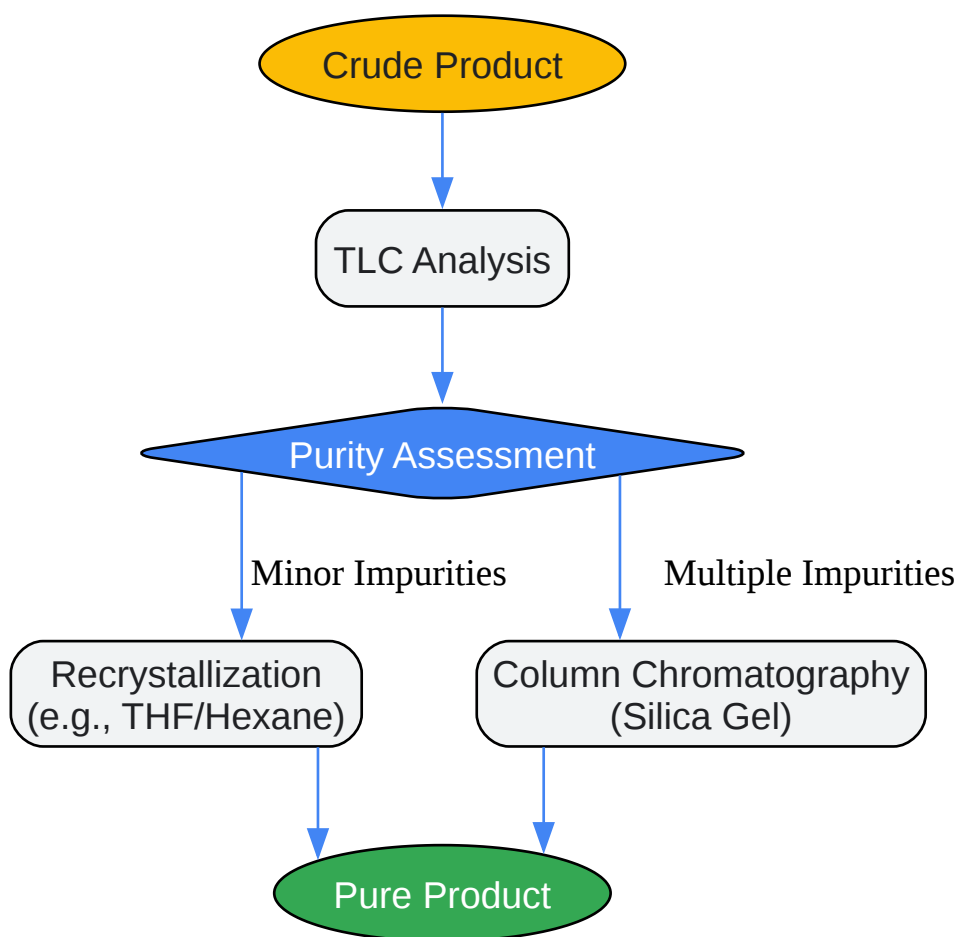 Crude Product
TLC Analysis
Purity Assessment
Minor Impurities
Multiple Impurities
Recrystallization
(e.g., THF/Hexane)
Column Chromatography
(Silica Gel)
Pure Product